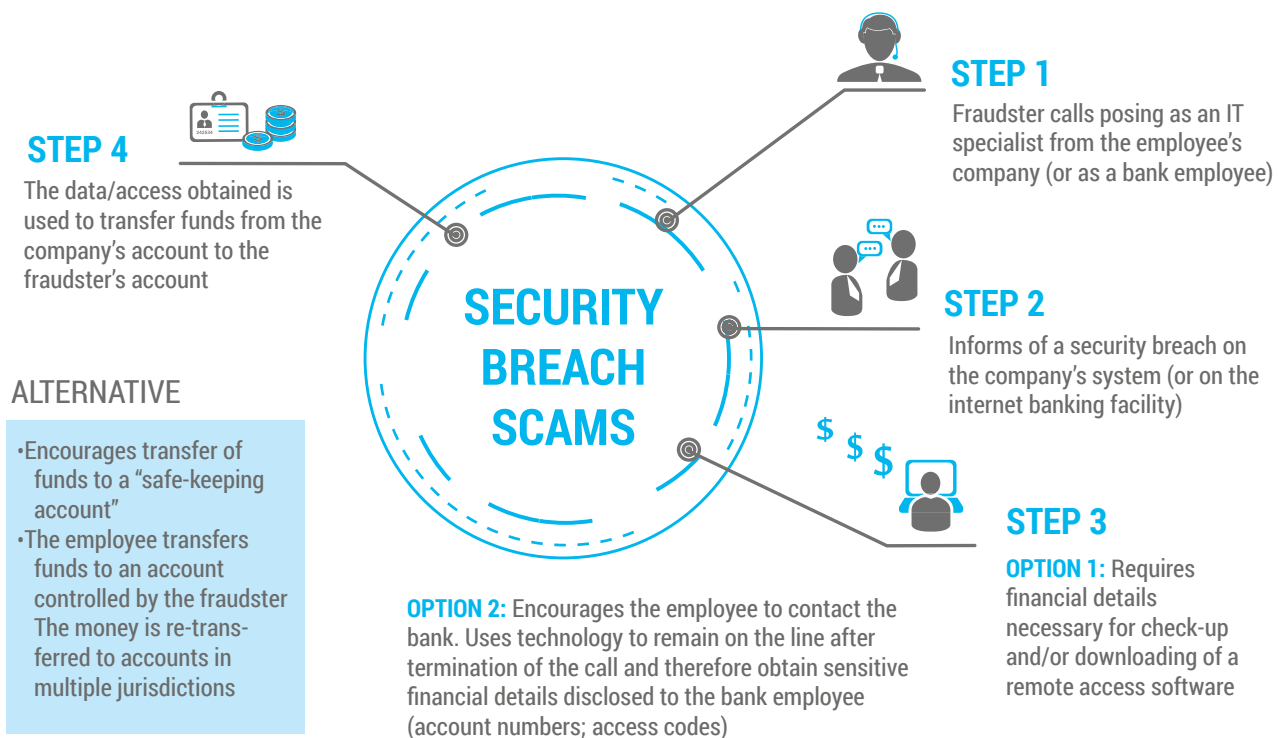 SECURITY
BREACH
SCAMS
STEP 1
Fraudster calls posing as an IT
specialist from the employee’s
company (or as a bank employee)
STEP 2
Informs of a security breach on
the company’s system (or on the
internet banking facility)
$ $ $
STEP 3
OPTION 1: Requires
financial details
necessary for check-up
and/or downloading of a
remote access software
OPTION 2: Encourages the employee to contact the
bank. Uses technology to remain on the line after
termination of the call and therefore obtain sensitive
financial details disclosed to the bank employee
(account numbers; access codes)
STEP 4
The data/access obtained is
used to transfer funds from the
company’s account to the
fraudster’s account
ALTERNATIVE
•Encourages transfer of
funds to a “safe-keeping
account”
•The employee transfers
funds to an account
controlled by the fraudster
The money is re-trans-
ferred to accounts in
multiple jurisdictions